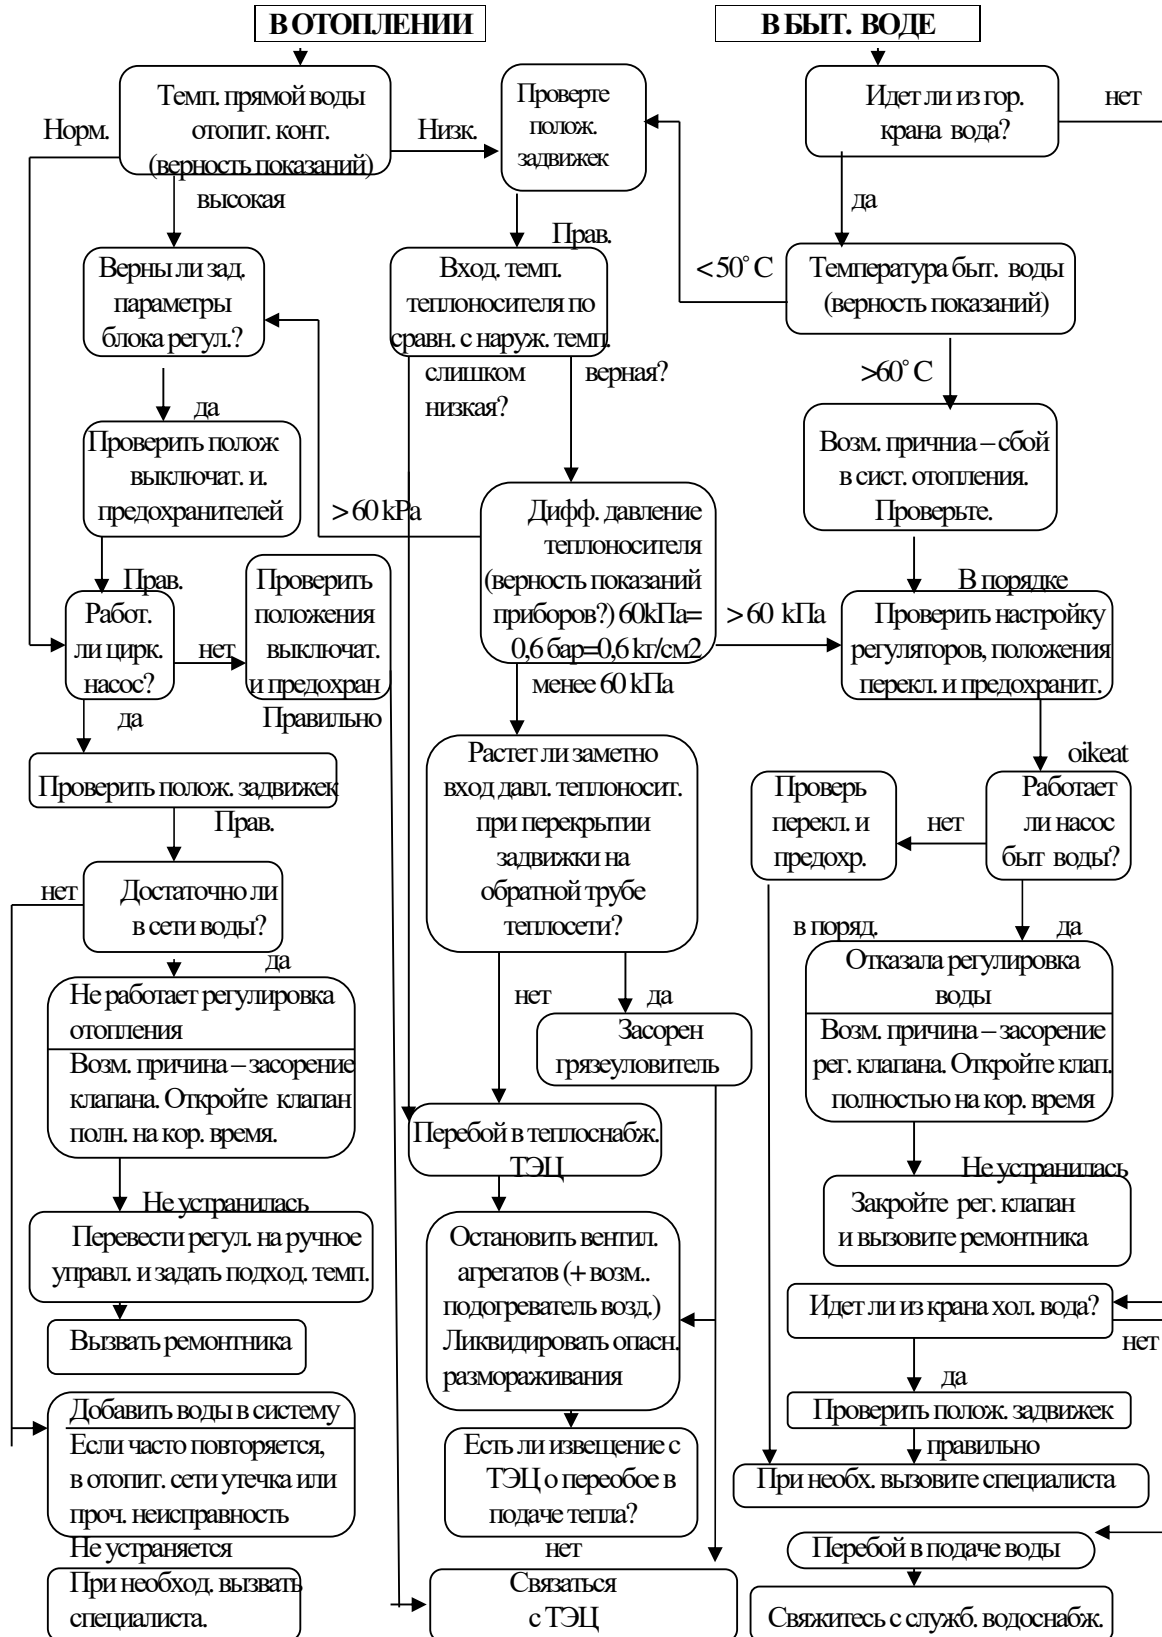 В ОТОПЛЕНИИ
В БЫТ. ВОДЕ
Темп. прямой воды
отопит. конт.
(верность показаний)
Норм.
Низк.
высокая
Проверте
полож.
задвижек
Прав.
Идет ли из гор.
крана вода?
нет
да
Верны ли зад.
параметры
блока регул.?
да
Вход. темп.
теплоносителя по
сравн. с наруж. темп.
слишком
низкая?
верная?
<50°C
Температура быт. воды
(верность показаний)
>60°C
Проверить полож
выключат. и.
предохранителей
Прав.
>60 kPa
Дифф. давление
теплоносителя
(верность показаний
приборов?) 60kПа=
0,6 бар=0,6 kг/см2
>60 кПа
менее 60 kПа
Возм. причниа – сбой
в сист. отопления.
Проверьте.
В порядке
Работ.
ли цирк.
насос?
нет
да
Проверить
положения
выключат.
и предохран
Правильно
Проверить настройку
регуляторов, положения
перекл. и предохранит.
oikeat
Проверить полож. задвижек
Прав.
Растет ли заметно
вход давл. теплоносит.
при перекрытии
задвижки на
обратной трубе
теплосети?
нет
да
Проверь
перекл. и
предохр.
нет
Работает
ли насос
быт воды?
в поряд.
да
нет
Достаточно ли
в сети воды?
да
Не работает регулировка
отопления
Возм. причина – засорение
клапана. Откройте клапан
полн. на кор. время.
Не устранилась
Засорен
грязеуловитель
Отказала регулировка
воды
Возм. причина – засорение
рег. клапана. Откройте клап.
полностью на кор. время
Не устранилась
Перебой в теплоснабж.
ТЭЦ
Закройте рег. клапан
и вызовите ремонтника
Перевести регул. на ручное
управл. и задать подход. темп.
Вызвать ремонтника
Остановить вентил.
агрегатов (+ возм..
подогреватель возд.)
Ликвидировать опасн.
размораживания
Идет ли из крана хол. вода?
нет
да
Проверить полож. задвижек
правильно
При необх. вызовите специалиста
Добавить воды в систему
Если часто повторяется,
в отопит. сети утечка или
проч. неисправность
Не устраняется
При необход. вызвать
специалиста.
Есть ли извещение с
ТЭЦ о переобое в
подаче тепла?
нет
Связаться
с ТЭЦ
Перебой в подаче воды
Свяжитесь с служб. водоснабж.